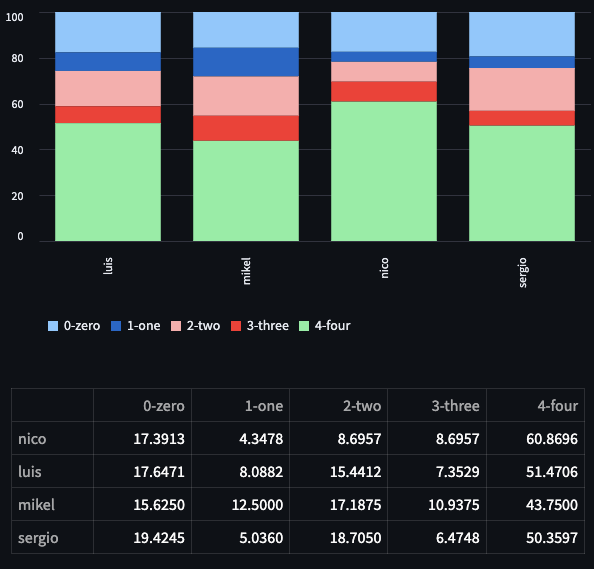 100
80
60
40
20
0
luis mikel nico sergio
0-zero 1-one 2-two 3-three 4-four
0-zero 1-one 2-two 3-three 4-four
nico 17.3913 4.3478 8.6957 8.6957 60.8696
luis 17.6471 8.0882 15.4412 7.3529 51.4706
mikel 15.6250 12.5000 17.1875 10.9375 43.7500
sergio 19.4245 5.0360 18.7050 6.4748 50.3597